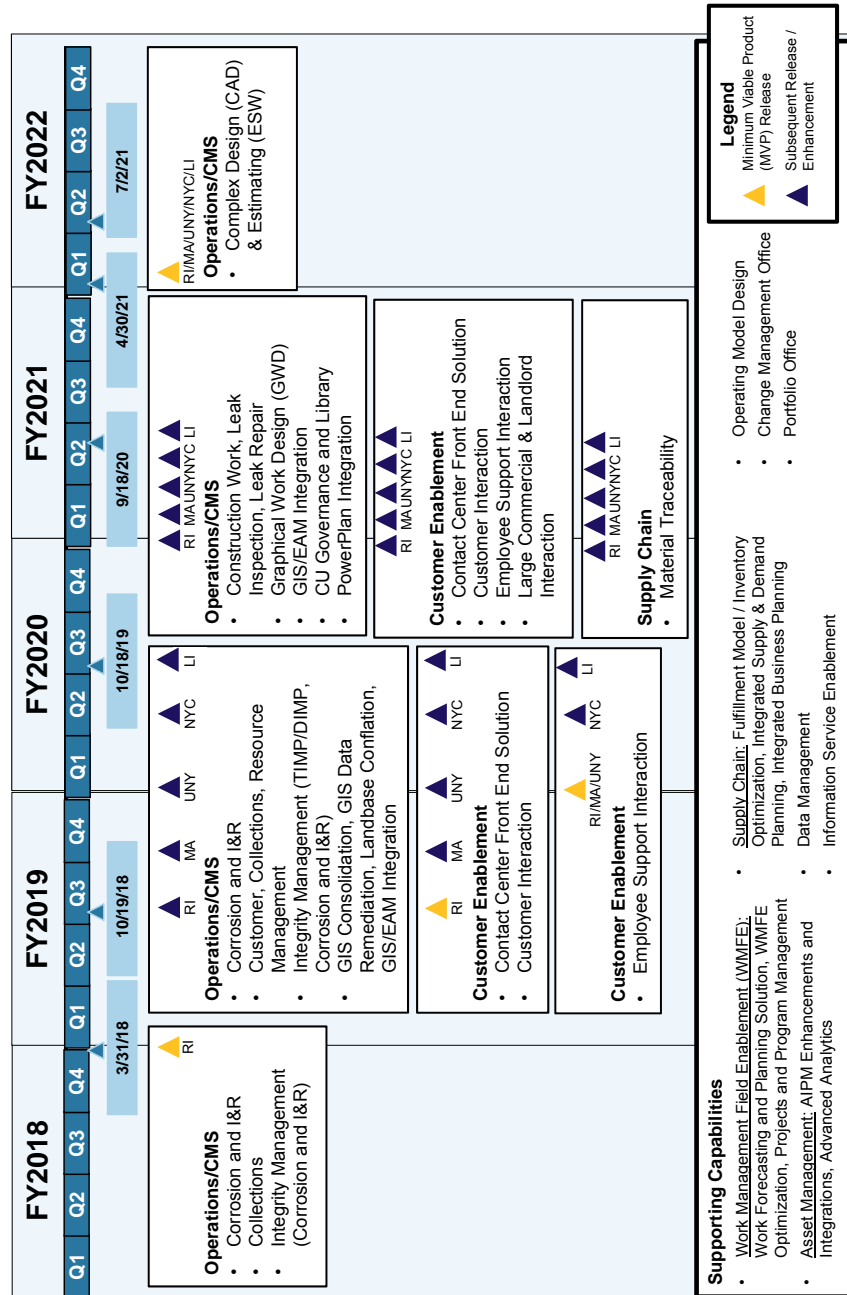 FY2018
FY2019
FY2020
FY2021
FY2022
Q1 Q2 Q3 Q4 Q1 Q2 Q3 Q4 Q1 Q2 Q3 Q4 Q1 Q2 Q3 Q4 Q1 Q2 Q3 Q4
3/31/18
10/19/18
10/18/19
9/18/20
4/30/21
7/2/21
RI
Operations/CMS
• Corrosion and I&R
• Collections
• Integrity Management
(Corrosion and I&R)
RI MA UNY NYC LI
Operations/CMS
• Corrosion and I&R
• Customer, Collections, Resource
Management
• Integrity Management (TIMP/DIMP,
Corrosion and I&R)
• GIS Consolidation, GIS Data
Remediation, Landbase Conflation,
GIS/EAM Integration
RI MA UNY NYC LI
Customer Enablement
• Contact Center Front End Solution
• Customer Interaction
RI/MA/UNY NYC LI
Customer Enablement
• Employee Support Interaction
RI MA UNY NYC LI
Operations/CMS
• Construction Work, Leak
Inspection, Leak Repair
• Graphical Work Design (GWD)
• GIS/EAM Integration
• CU Governance and Library
• PowerPlan Integration
RI MA UNY NYC LI
Customer Enablement
• Contact Center Front End Solution
• Customer Interaction
• Employee Support Interaction
• Large Commercial & Landlord
Interaction
RI MA UNY NYC LI
Supply Chain
• Material Traceability
RI/MA/UNY/NYC/LI
Operations/CMS
• Complex Design (CAD)
& Estimating (ESW)
Supporting Capabilities
• Work Management Field Enablement (WMFE):
Work Forecasting and Planning Solution, WMFE
Optimization, Projects and Program Management
• Asset Management: AIPM Enhancements and
Integrations, Advanced Analytics
• Supply Chain: Fulfillment Model / Inventory
Optimization, Integrated Supply & Demand
Planning, Integrated Business Planning
• Data Management
• Information Service Enablement
• Operating Model Design
• Change Management Office
• Portfolio Office
Legend
Minimum Viable Product
(MVP) Release
Subsequent Release /
Enhancement